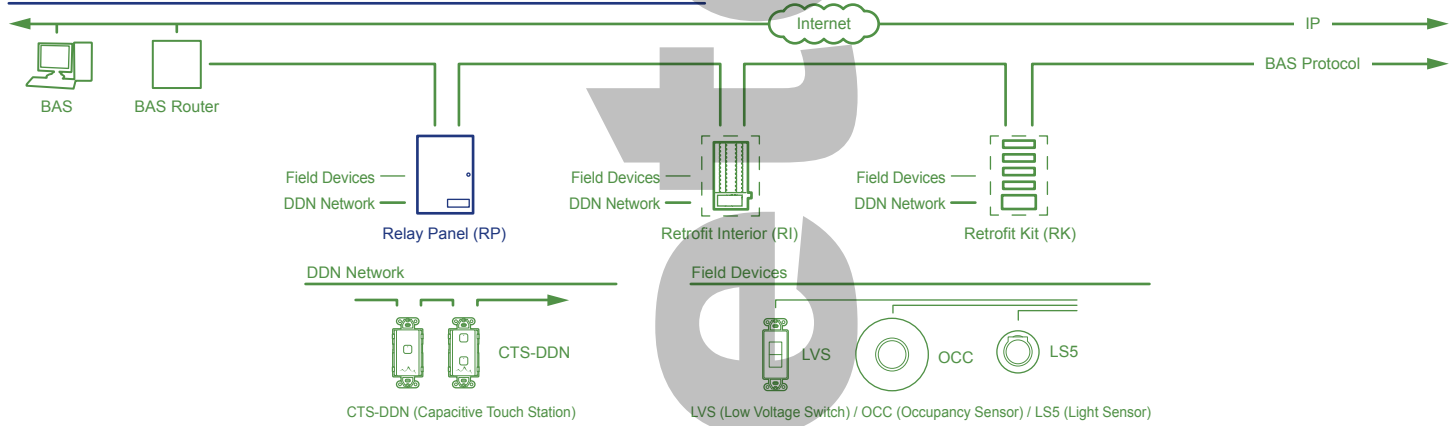 Internet
IP
BAS Protocol
BAS
BAS Router
Field Devices
DDN Network
Relay Panel (RP)
Field Devices
DDN Network
Retrofit Interior (RI)
Field Devices
DDN Network
Retrofit Kit (RK)
DDN Network
CTS-DDN
CTS-DDN (Capacitive Touch Station)
Field Devices
LVS
OCC
LS5
LVS (Low Voltage Switch) / OCC (Occupancy Sensor) / LS5 (Light Sensor)